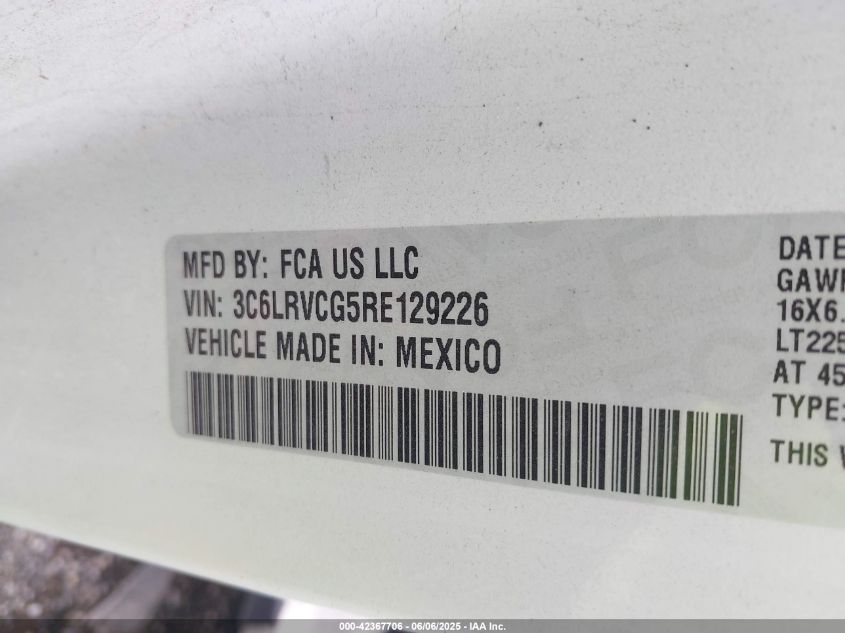 MFD BY: FCA US LLC
VIN: 3C6LRVCG5RE129226
VEHICLE MADE IN: MEXICO
DATE
GAWR
16X6.
LT225
AT 45
TYPE:
THIS
000-42367706 - 06/06/2025 - IAA Inc.